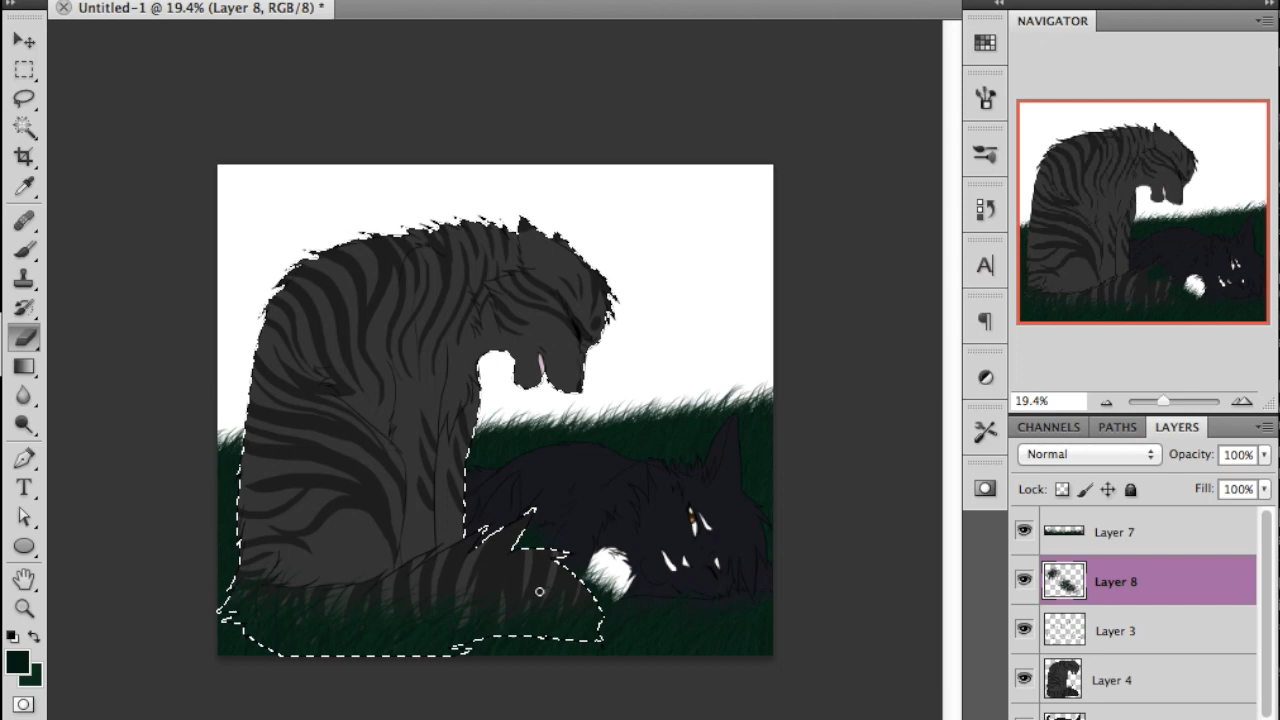 Untitled-1 @ 19.4% (Layer 8, RGB/8) *
NAVIGATOR
19.4%
CHANNELS PATHS LAYERS
Normal Opacity: 100%
Lock: Fill: 100%
Layer 7
Layer 8
Layer 3
Layer 4